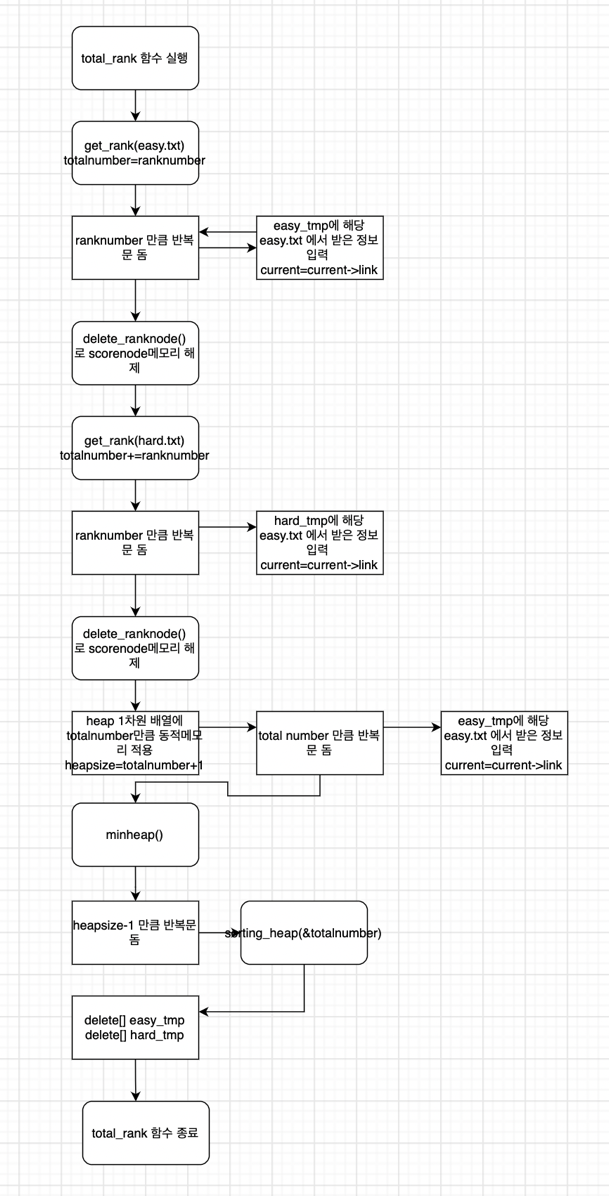 total_rank 함수 실행
get_rank(easy.txt)
totalnumber=ranknumber
ranknumber 만큼 반복
문 돔
easy_tmp에 해당
easy.txt 에서 받은 정보
입력
current=current->link
delete_ranknode()
로 scorenode메모리 해
제
get_rank(hard.txt)
totalnumber+=ranknumber
ranknumber 만큼 반복
문 돔
hard_tmp에 해당
easy.txt 에서 받은 정보
입력
current=current->link
delete_ranknode()
로 scorenode메모리 해
제
heap 1차원 배열에
totalnumber만큼 동적메모
리 적용
heapsize=totalnumber+1
total number 만큼 반복
문 돔
easy_tmp에 해당
easy.txt 에서 받은 정보
입력
current=current->link
minheap()
heapsize-1 만큼 반복문
돔
sorting_heap(&totalnumber)
delete[] easy_tmp
delete[] hard_tmp
total_rank 함수 종료